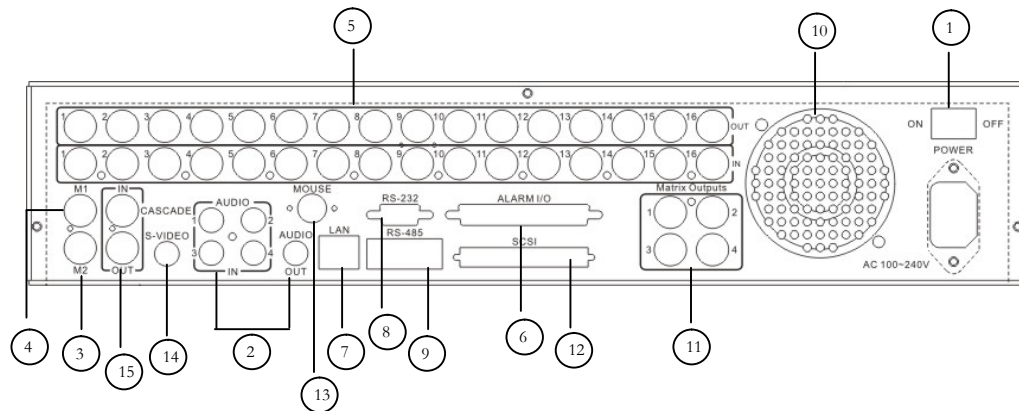 5
10
1
1 2 3 4 5 6 7 8 9 10 11 12 13 14 15 16 OUT
ON OFF
1 2 3 4 5 6 7 8 9 10 11 12 13 14 15 16 IN
POWER
M1 IN MOUSE Matrix Outputs
CASCADE AUDIO RS-232 ALARM I/O
1 2
1 2
S-VIDEO AUDIO LAN RS-485 SCSI
3 4
3 4
M2 OUT IN OUT
AC 100~240V
4 3 15 14 2 7 8 9 6 12 11
13